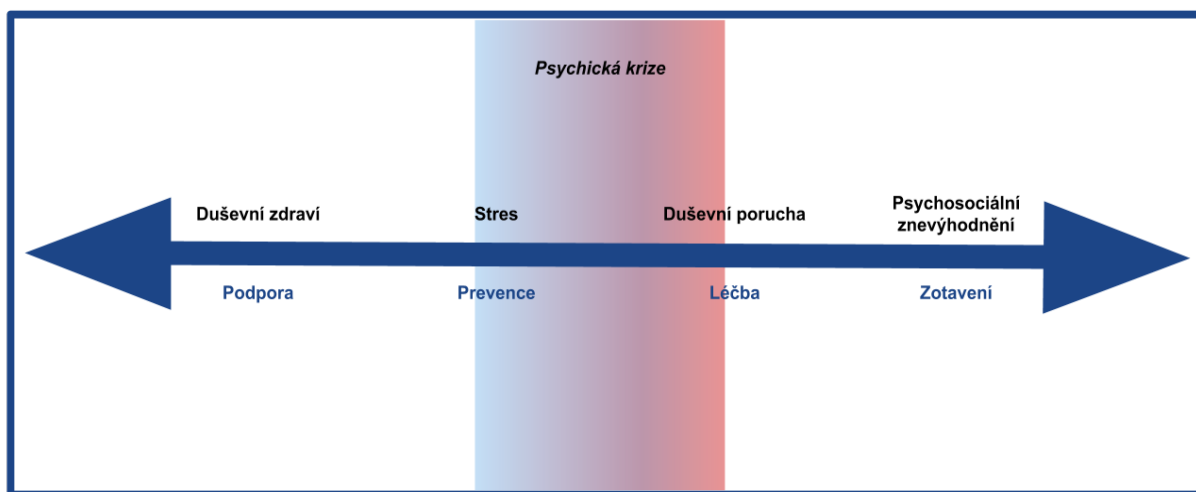 Psychická krize
Duševní zdraví
Stres
Duševní porucha
Psychosociální
znevýhodnění
Podpora
Prevence
Léčba
Zotavení